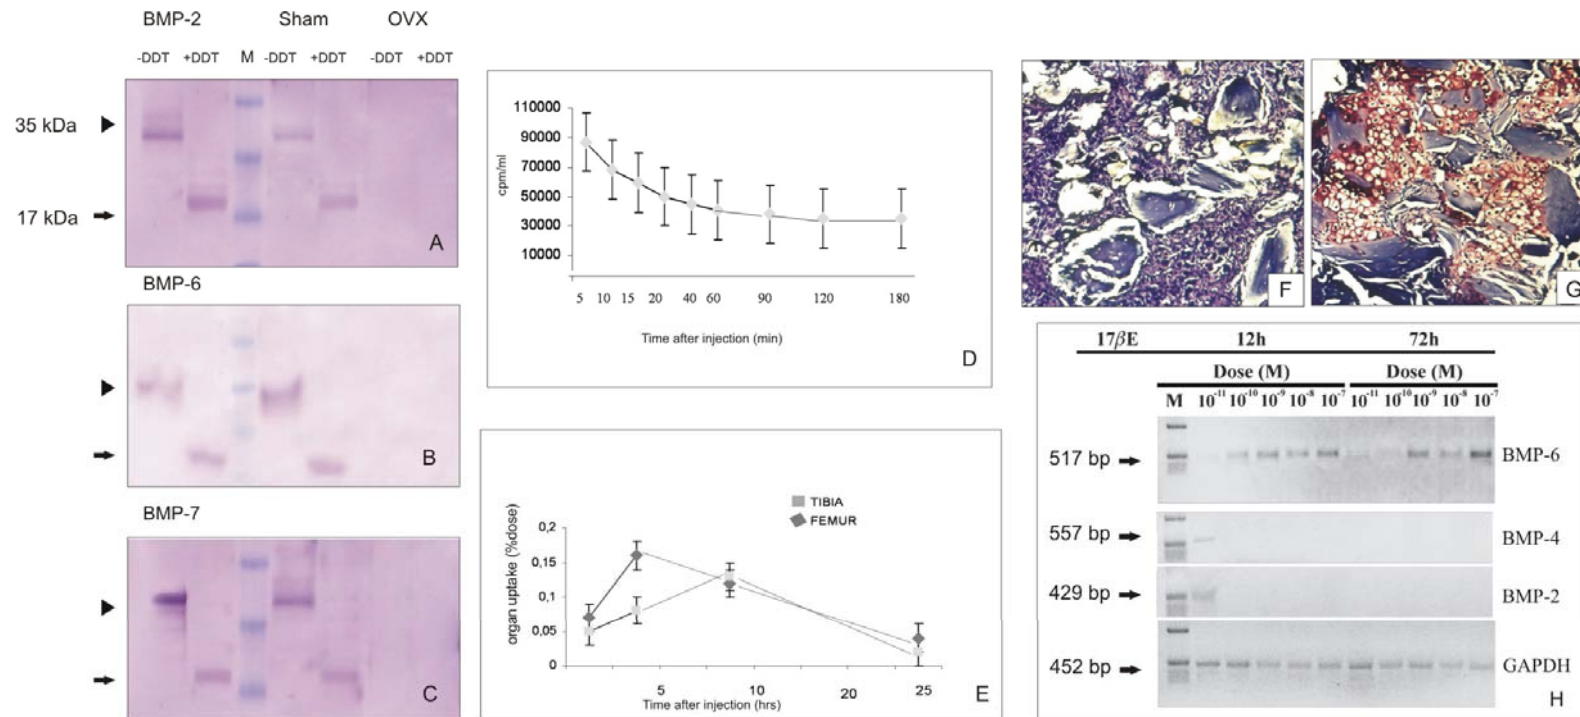 BMP-2 Sham OVX
-DDT +DDT M -DDT +DDT -DDT +DDT
35 kDa
17 kDa
A
BMP-6
B
BMP-7
C
110000
90000
70000
50000
30000
10000
cpm/ml
5 10 15 20 40 60 90 120 180
Time after injection (min)
D
TIBIA
FEMUR
0,2
0,15
0,1
0,05
0
organ uptake (%dose)
5 10 20 25
Time after injection (hrs)
E
F
G
17βE 12h 72h
Dose (M) Dose (M)
M 10⁻¹¹ 10⁻¹⁰ 10⁻⁹ 10⁻⁸ 10⁻⁷ 10⁻¹¹ 10⁻¹⁰ 10⁻⁹ 10⁻⁸ 10⁻⁷
517 bp BMP-6
557 bp BMP-4
429 bp BMP-2
452 bp GAPDH
H